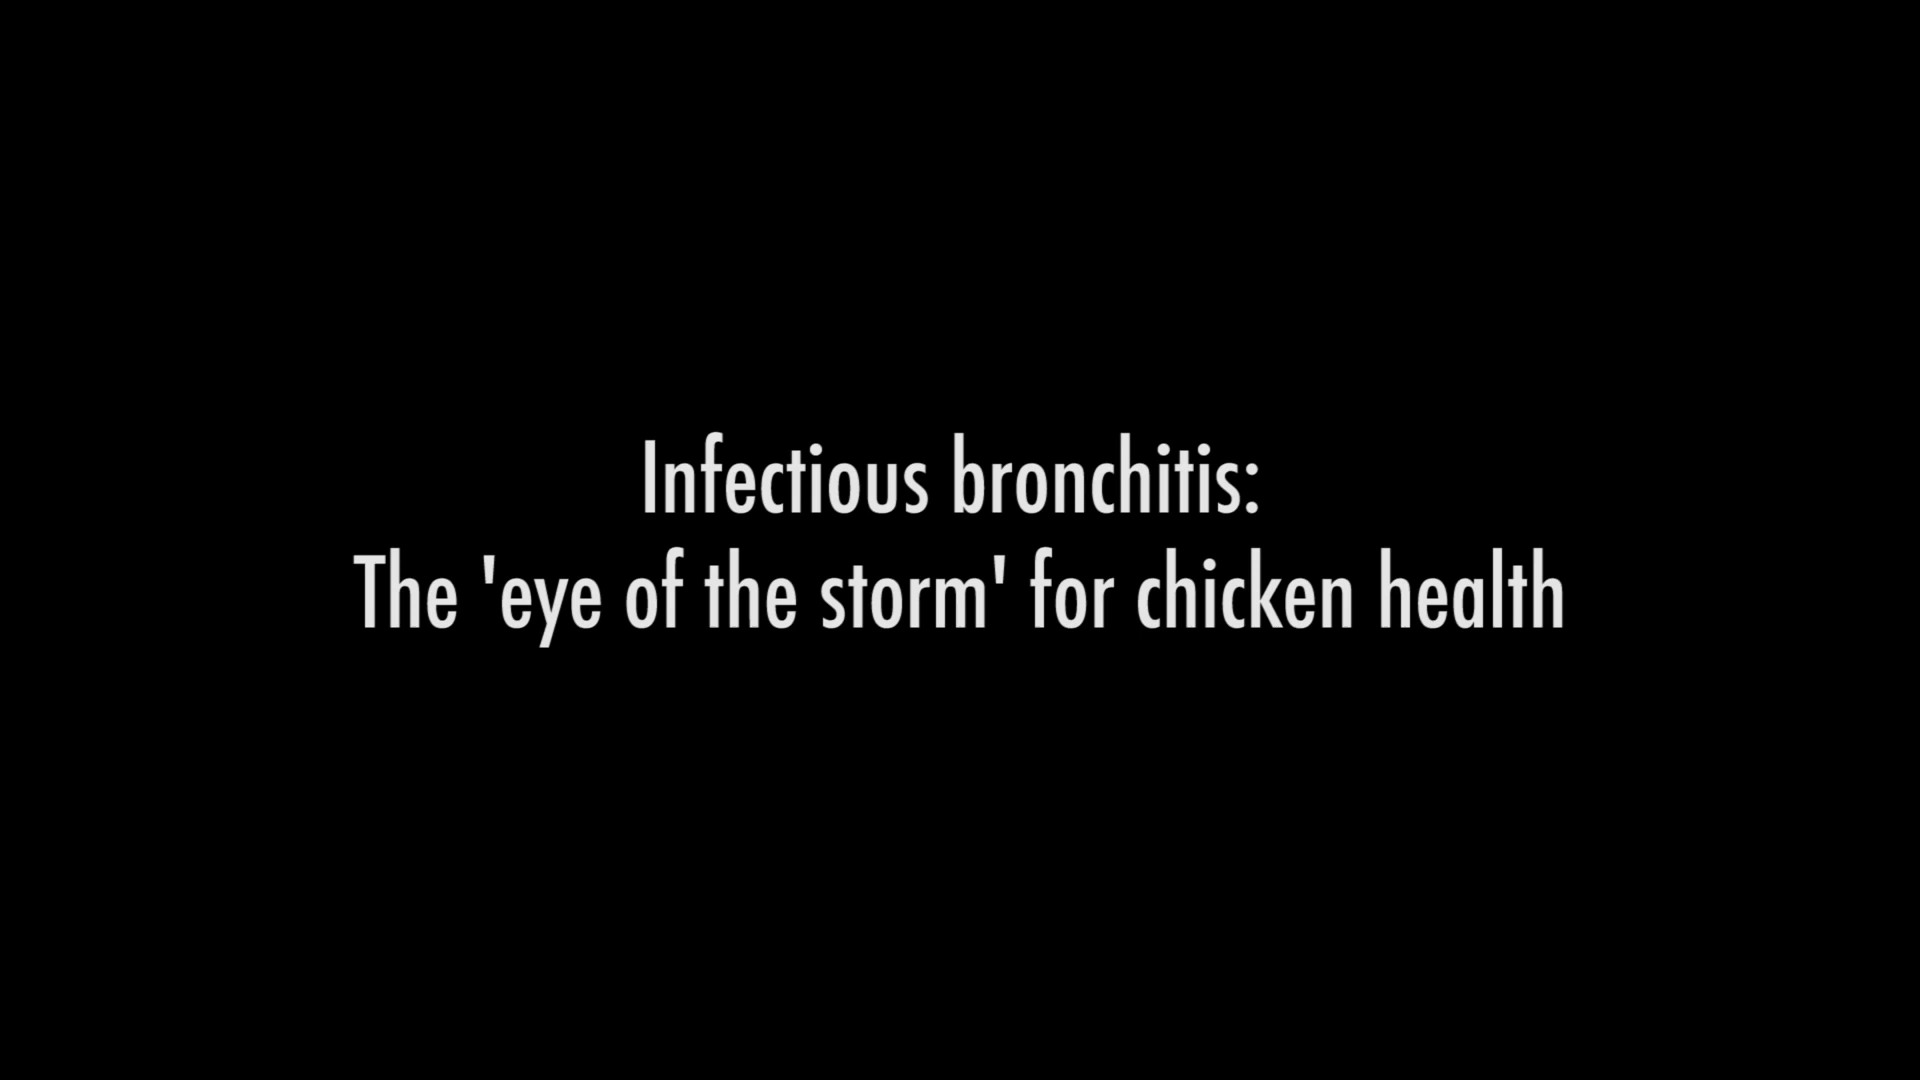 Infectious bronchitis:
The 'eye of the storm' for chicken health